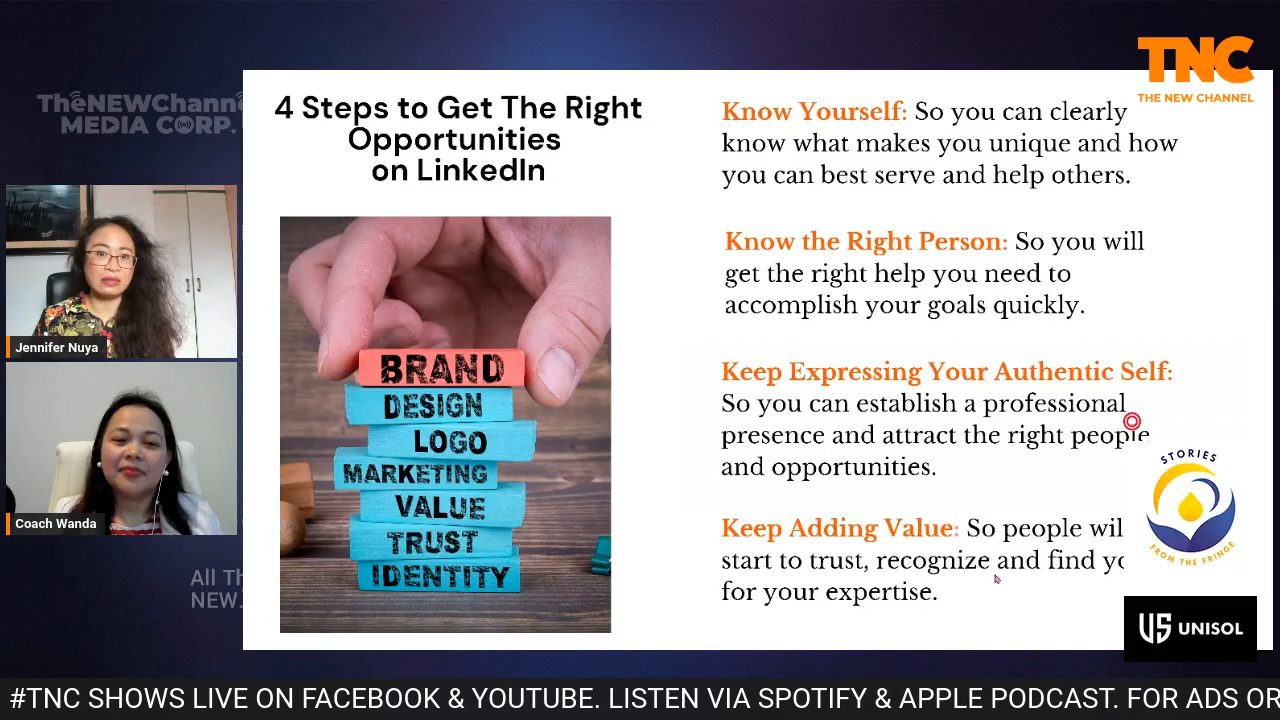 TheNEWChann
MEDIA CORP.
TNC
THE NEW CHANNEL
4 Steps to Get The Right
Opportunities
on LinkedIn
BRAND
DESIGN
LOGO
MARKETING
VALUE
TRUST
IDENTITY
Know Yourself: So you can clearly
know what makes you unique and how
you can best serve and help others.
Know the Right Person: So you will
get the right help you need to
accomplish your goals quickly.
Keep Expressing Your Authentic Self:
So you can establish a professional
presence and attract the right people
and opportunities.
Keep Adding Value: So people wil
start to trust, recognize and find yo
for your expertise.
Jennifer Nuya
Coach Wanda
All Th
NEW.
STORIES
FROM THE FRINGE
US UNISOL
#TNC SHOWS LIVE ON FACEBOOK & YOUTUBE. LISTEN VIA SPOTIFY & APPLE PODCAST. FOR ADS OR